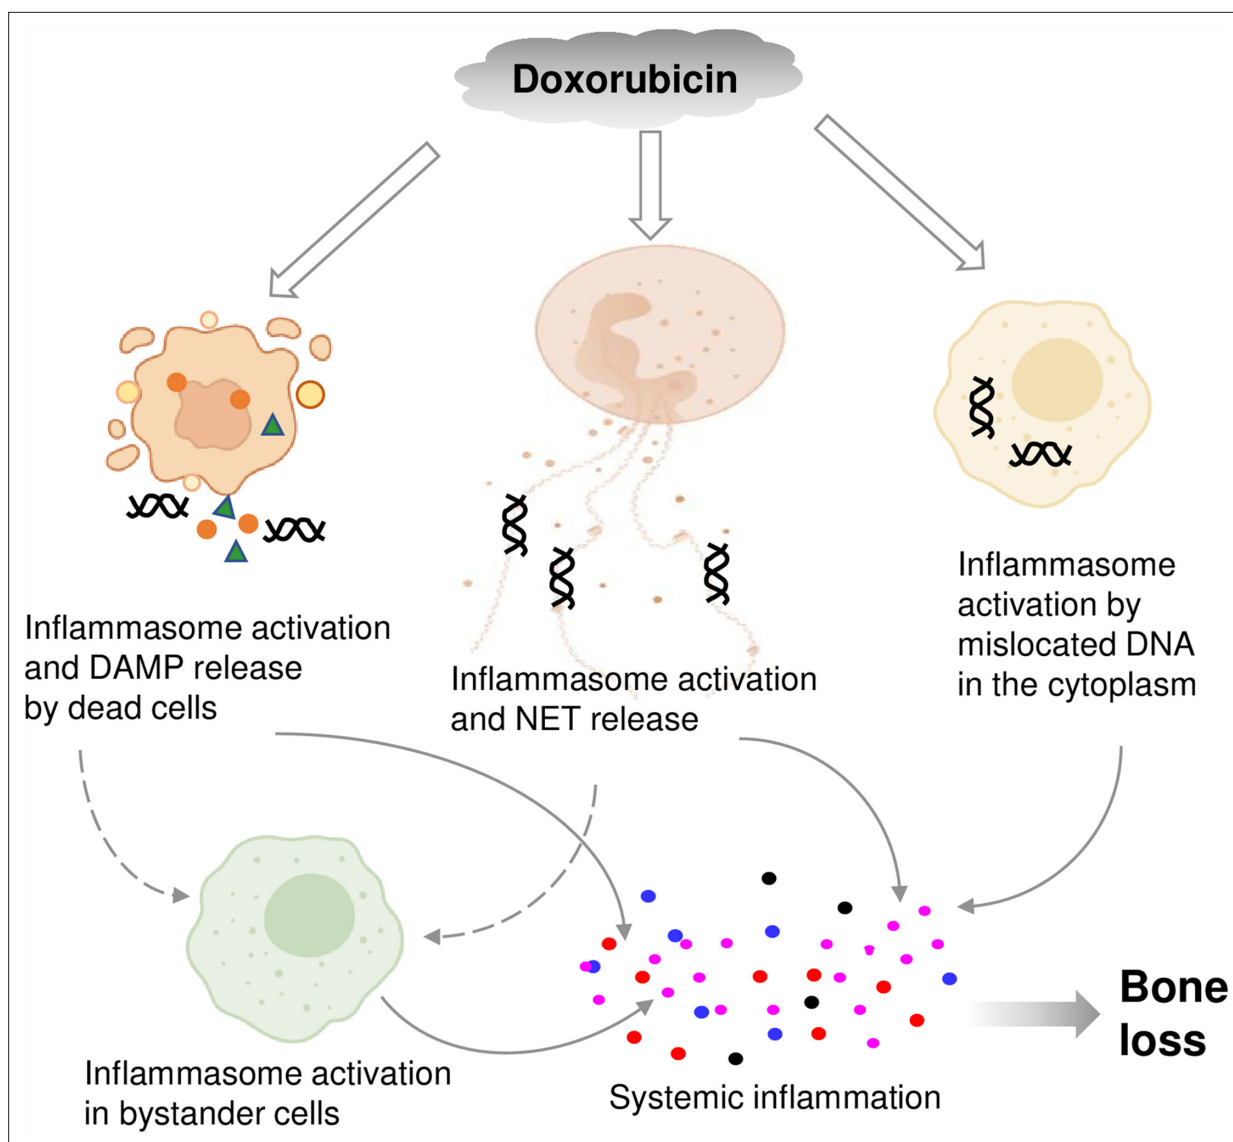 Doxorubicin
Inflammasome activation
and DAMP release
by dead cells
Inflammasome activation
and NET release
Inflammasome
activation by
mislocated DNA
in the cytoplasm
Inflammasome activation
in bystander cells
Systemic inflammation
Bone
loss